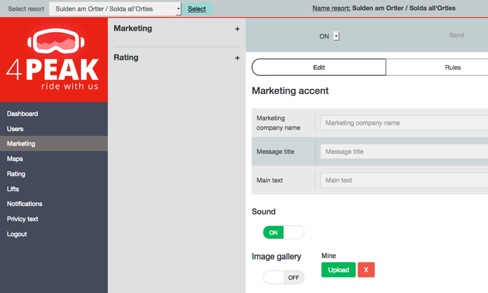 Select resort
Sulden am Ortler / Solda all'Ortles
Select
Name resort: Sulden am Ortler / Solda all'Ortles
4PEAK
ride with us
Dashboard
Users
Marketing
Maps
Rating
Lifts
Notifications
Privicy text
Logout
Marketing +
Rating +
ON
Send
Edit
Rules
Marketing accent
Marketing company name
Marketing company name
Message title
Message title
Main text
Main text
Sound
ON
Image gallery
OFF
Mine
Upload
X